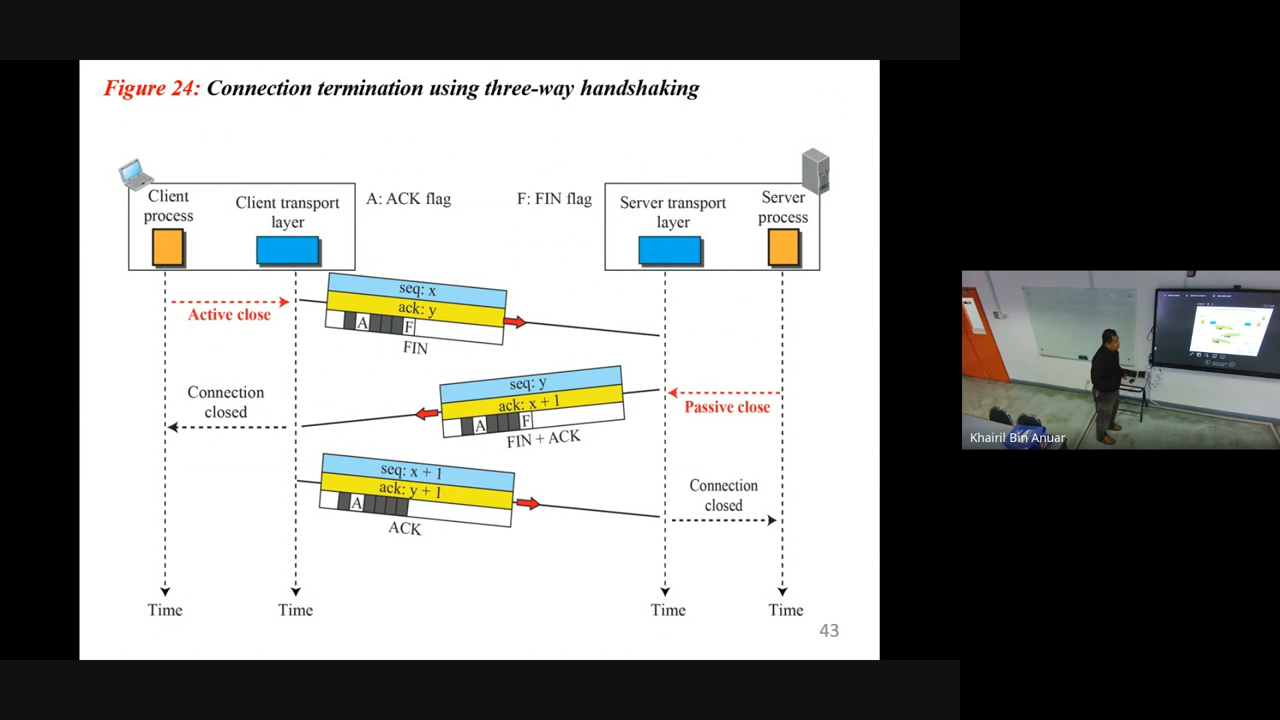 Figure 24: Connection termination using three-way handshaking
Client
process
Client transport
layer
A: ACK flag
F: FIN flag
Server transport
layer
Server
process
Active close
seq: x
ack: y
A
F
FIN
Connection
closed
seq: y
ack: x + 1
A
F
FIN + ACK
Passive close
seq: x + 1
ack: y + 1
A
ACK
Connection
closed
Time
Time
Time
Time
43
Khairil Bin Anuar